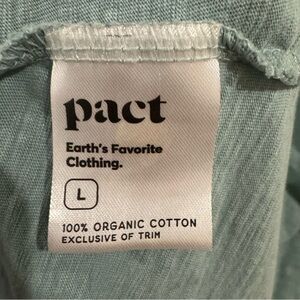 pact
Earth's Favorite
Clothing.
L
100% ORGANIC COTTON
EXCLUSIVE OF TRIM